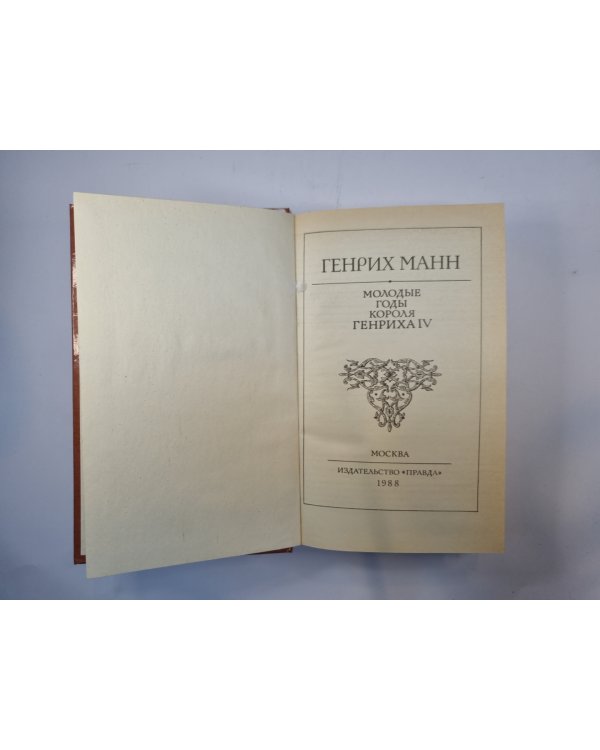 ГЕНРИХ МАНН
МОЛОДЫЕ
ГОДЫ
КОРОЛЯ
ГЕНРИХА IV
МОСКВА
ИЗДАТЕЛЬСТВО «ПРАВДА»
1988